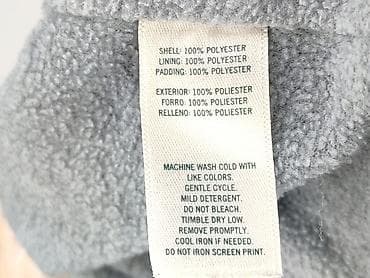 SHELL: 100% POLYESTER
LINING: 100% POLYESTER
PADDING: 100% POLYESTER
EXTERIOR: 100% POLIESTER
FORRO: 100% POLIESTER
RELLENO: 100% POLIESTER
MACHINE WASH COLD WITH
LIKE COLORS.
GENTLE CYCLE.
MILD DETERGENT.
DO NOT BLEACH.
TUMBLE DRY LOW.
REMOVE PROMPTLY.
COOL IRON IF NEEDED.
DO NOT IRON SCREEN PRINT.